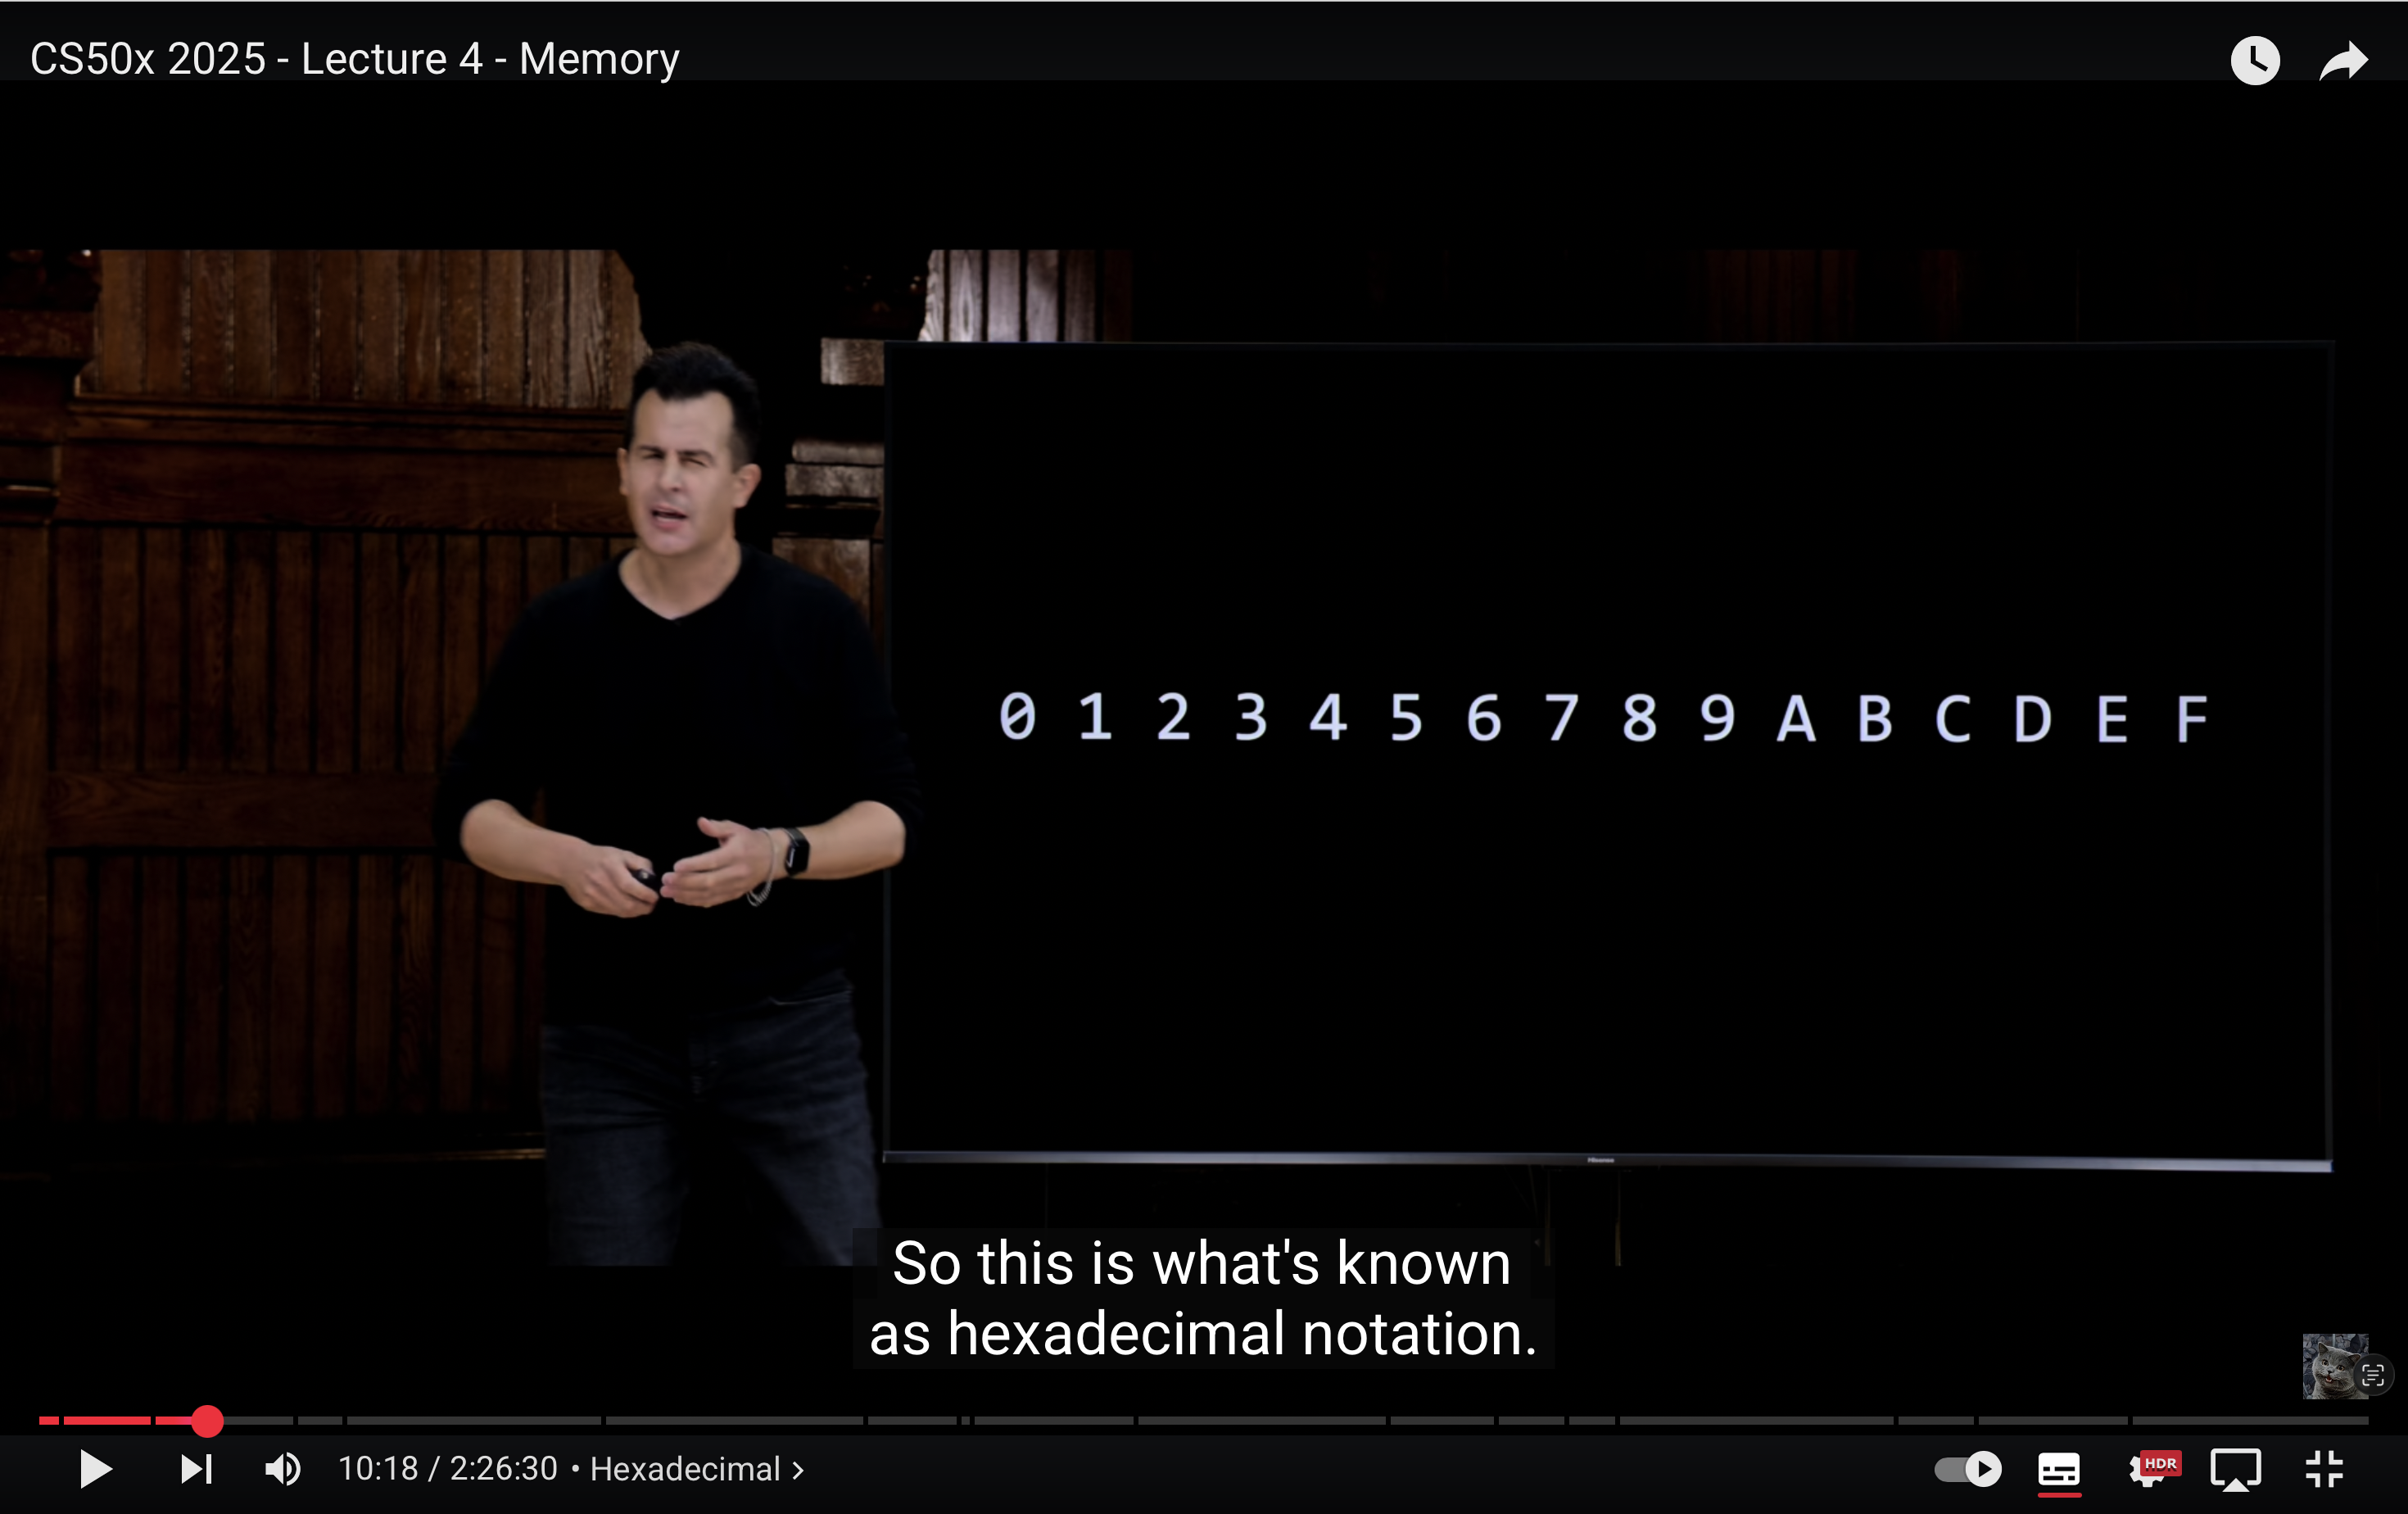 CS50x 2025 - Lecture 4 - Memory
0 1 2 3 4 5 6 7 8 9 A B C D E F
Hisense
So this is what's known
as hexadecimal notation.
10:18 / 2:26:30 • Hexadecimal
HDR